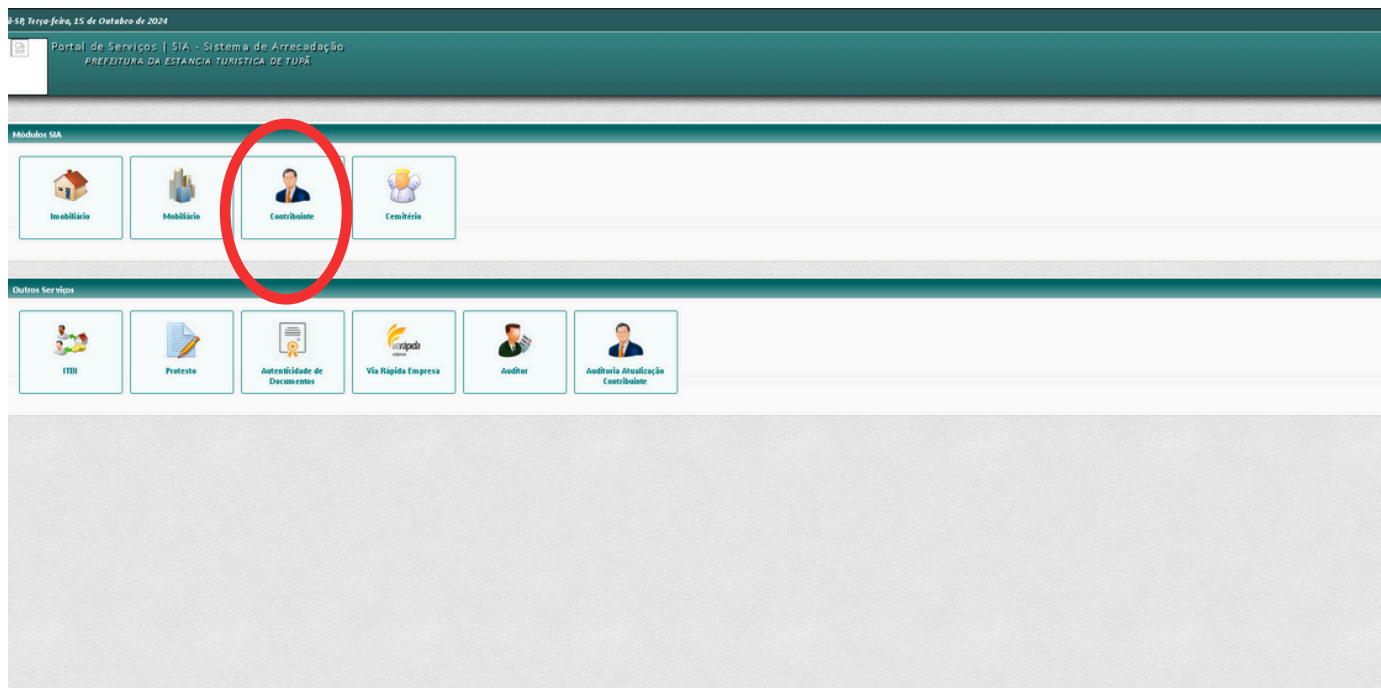 Terça-feira, 15 de Outubro de 2024
Portal de Serviços | SIA - Sistema de Arrecadação
PREFEITURA DA ESTANCIA TURISTICA DE TUPÃ
Módulos SIA
Imobiliário
Mobiliário
Contribuinte
Cemitério
Outros Serviços
ITBI
Protesto
Autenticidade de
Documentos
Via Rápida Empresa
Auditor
Auditoria Atualização
Contribuinte